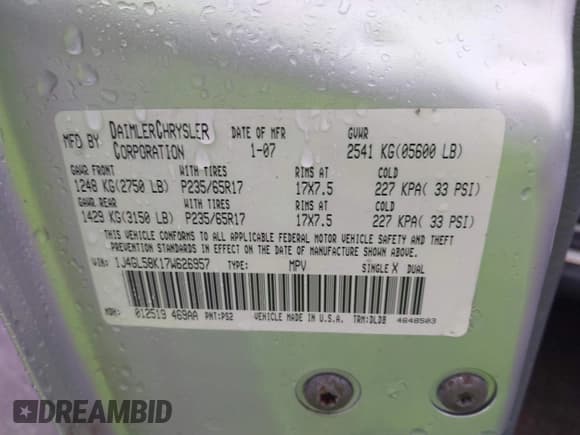 MFD BY DAIMLERCHRYSLER CORPORATION
DATE OF MFR 1-07
GVWR 2541 KG(05600 LB)
GAWR FRONT WITH TIRES RIMS AT COLD
1248 KG(2750 LB) P235/65R17 17X7.5 227 KPA( 33 PSI)
GAWR REAR WITH TIRES RIMS AT COLD
1429 KG(3150 LB) P235/65R17 17X7.5 227 KPA( 33 PSI)
THIS VEHICLE CONFORMS TO ALL APPLICABLE FEDERAL MOTOR VEHICLE SAFETY AND THEFT
PREVENTION STANDARDS IN EFFECT ON THE DATE OF MANUFACTURE SHOWN ABOVE.
VIN: 1J4GL58K17W626957 TYPE: MPV SINGLE X DUAL
MDH: 012519 469AA PNT:PS2 VEHICLE MADE IN U.S.A. TRM:DLDB 4648503
DREAMBID